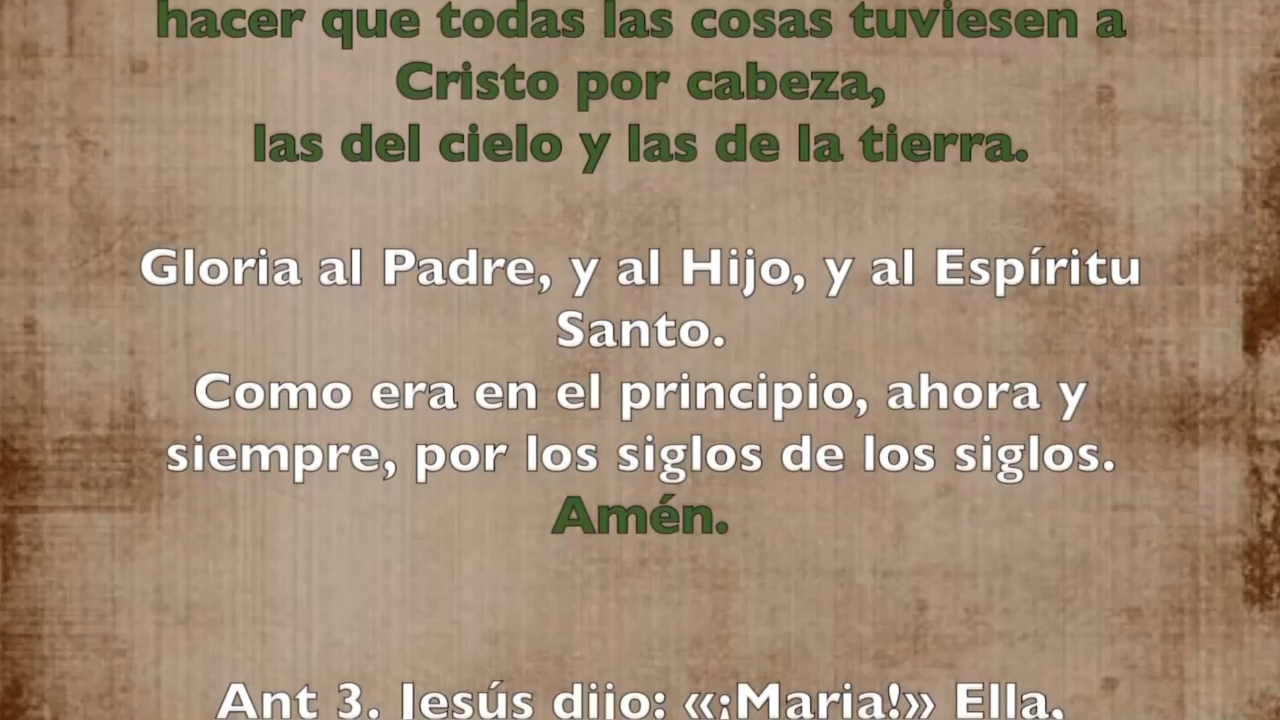 hacer que todas las cosas tuviesen a
Cristo por cabeza,
las del cielo y las de la tierra.
Gloria al Padre, y al Hijo, y al Espíritu
Santo.
Como era en el principio, ahora y
siempre, por los siglos de los siglos.
Amén.
Ant 3. Jesús dijo: «¡Maria!» Ella,